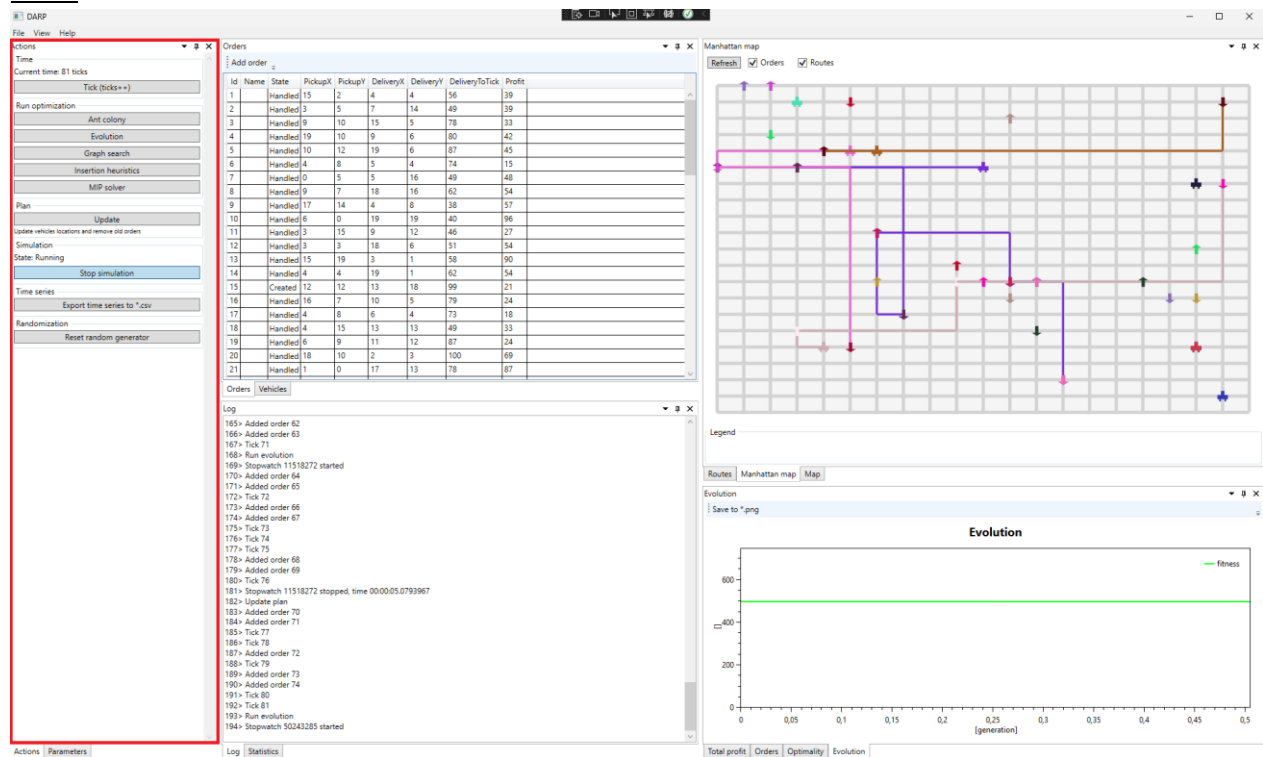 DARP
File View Help
Actions
Time
Current time: 81 ticks
Tick (ticks++)
Run optimization
Ant colony
Evolution
Graph search
Insertion heuristics
MIP solver
Plan
Update
Update vehicles locations and remove old orders
Simulation
State: Running
Stop simulation
Time series
Export time series to *.csv
Randomization
Reset random generator
Actions Parameters
Orders
Add order
Id Name State PickupX PickupY DeliveryX DeliveryY DeliveryToTick Profit
1 Handled 15 2 4 4 56 39
2 Handled 3 5 7 14 49 39
3 Handled 9 10 15 5 78 33
4 Handled 19 10 9 6 80 42
5 Handled 10 12 19 6 87 45
6 Handled 4 8 5 4 74 15
7 Handled 0 5 5 16 49 48
8 Handled 9 7 18 16 62 54
9 Handled 17 14 4 8 38 57
10 Handled 6 0 19 19 40 96
11 Handled 3 15 9 12 46 27
12 Handled 3 3 18 6 51 54
13 Handled 15 19 3 1 58 90
14 Handled 4 4 19 1 62 54
15 Created 12 12 13 18 99 21
16 Handled 16 7 10 5 79 24
17 Handled 4 8 6 4 73 18
18 Handled 4 15 13 13 49 33
19 Handled 6 9 11 12 87 24
20 Handled 18 10 2 3 100 69
21 Handled 1 0 17 13 78 87
Orders Vehicles
Log
165> Added order 62
166> Added order 63
167> Tick 71
168> Run evolution
169> Stopwatch 11518272 started
170> Added order 64
171> Added order 65
172> Tick 72
173> Added order 66
174> Added order 67
175> Tick 73
176> Tick 74
177> Tick 75
178> Added order 68
179> Added order 69
180> Tick 76
181> Stopwatch 11518272 stopped, time 00:00:05.0793967
182> Update plan
183> Added order 70
184> Added order 71
185> Tick 77
186> Tick 78
187> Added order 72
188> Tick 79
189> Added order 73
190> Added order 74
191> Tick 80
192> Tick 81
193> Run evolution
194> Stopwatch 50243285 started
Log Statistics
Manhattan map
Refresh Orders Routes
Legend
Routes Manhattan map Map
Evolution
Save to *.png
Evolution
fitness
600
400
200
0
[]
0 0,05 0,1 0,15 0,2 0,25 0,3 0,35 0,4 0,45 0,5
[generation]
Total profit Orders Optimality Evolution